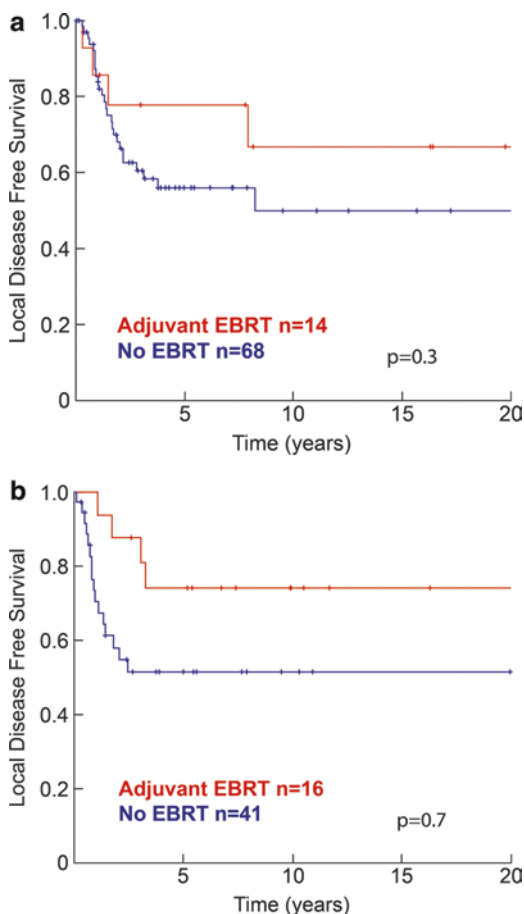 a
1.0
0.8
0.6
0.4
0.2
0
Local Disease Free Survival
Adjuvant EBRT n=14
No EBRT n=68
p=0.3
5 10 15 20
Time (years)
b
1.0
0.8
0.6
0.4
0.2
0
Local Disease Free Survival
Adjuvant EBRT n=16
No EBRT n=41
p=0.7
5 10 15 20
Time (years)